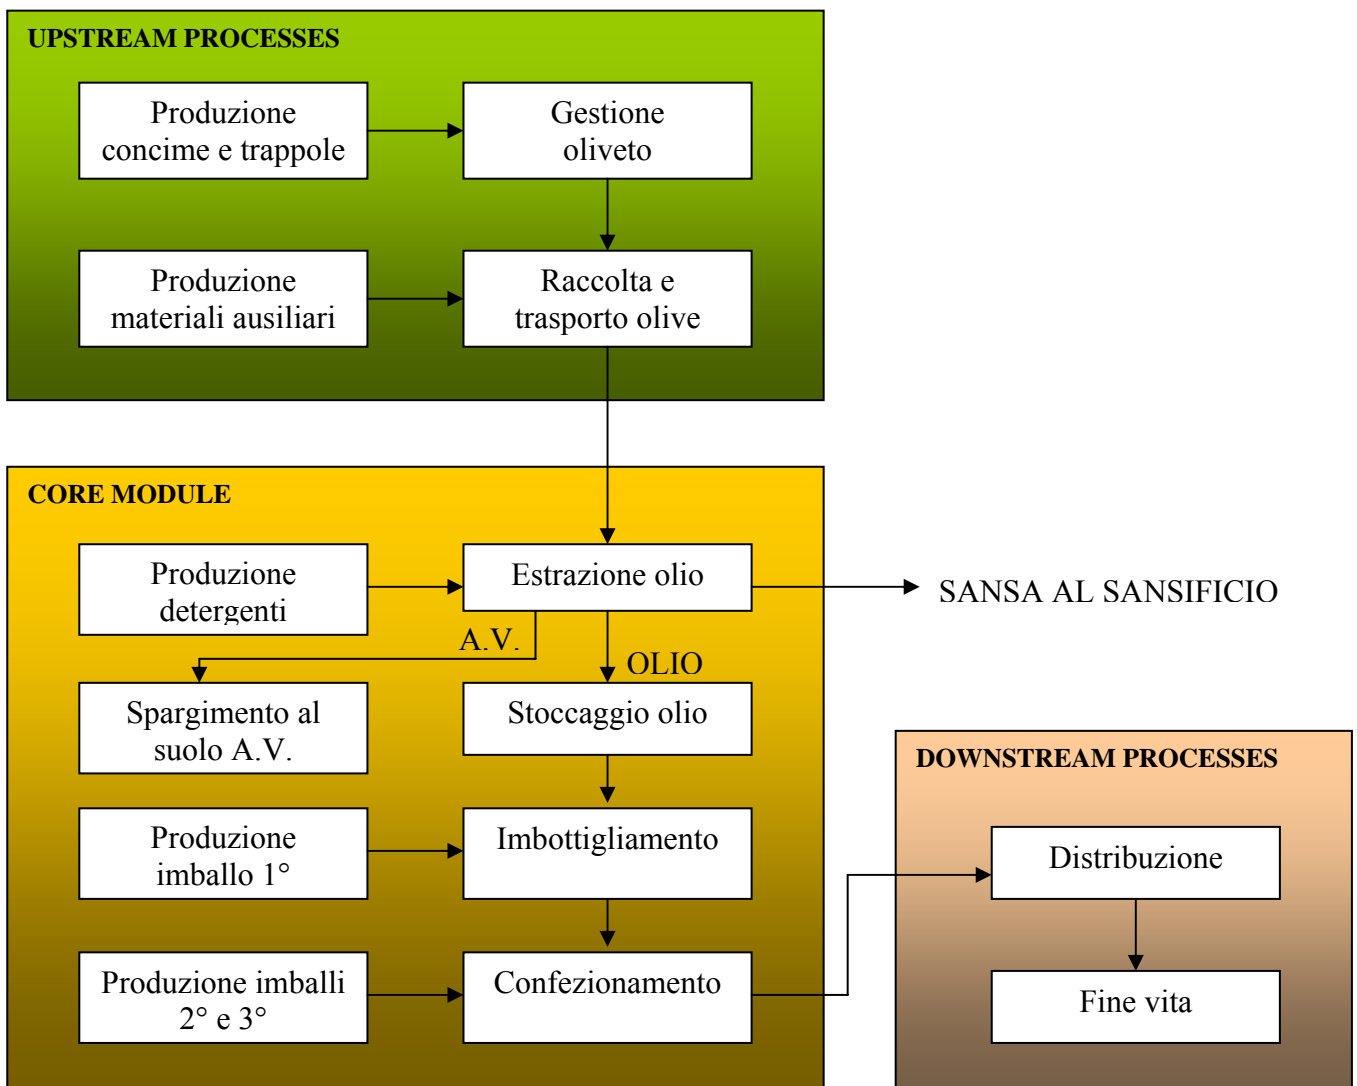 UPSTREAM PROCESSES
Produzione
concime e trappole
Gestione
oliveto
Produzione
materiali ausiliari
Raccolta e
trasporto olive
CORE MODULE
Produzione
detergenti
Estrazione olio
SANSA AL SANSIFICIO
A.V.
OLIO
Spargimento al
suolo A.V.
Stoccaggio olio
Produzione
imballo 1°
Imbottigliamento
Produzione imballi
2° e 3°
Confezionamento
DOWNSTREAM PROCESSES
Distribuzione
Fine vita